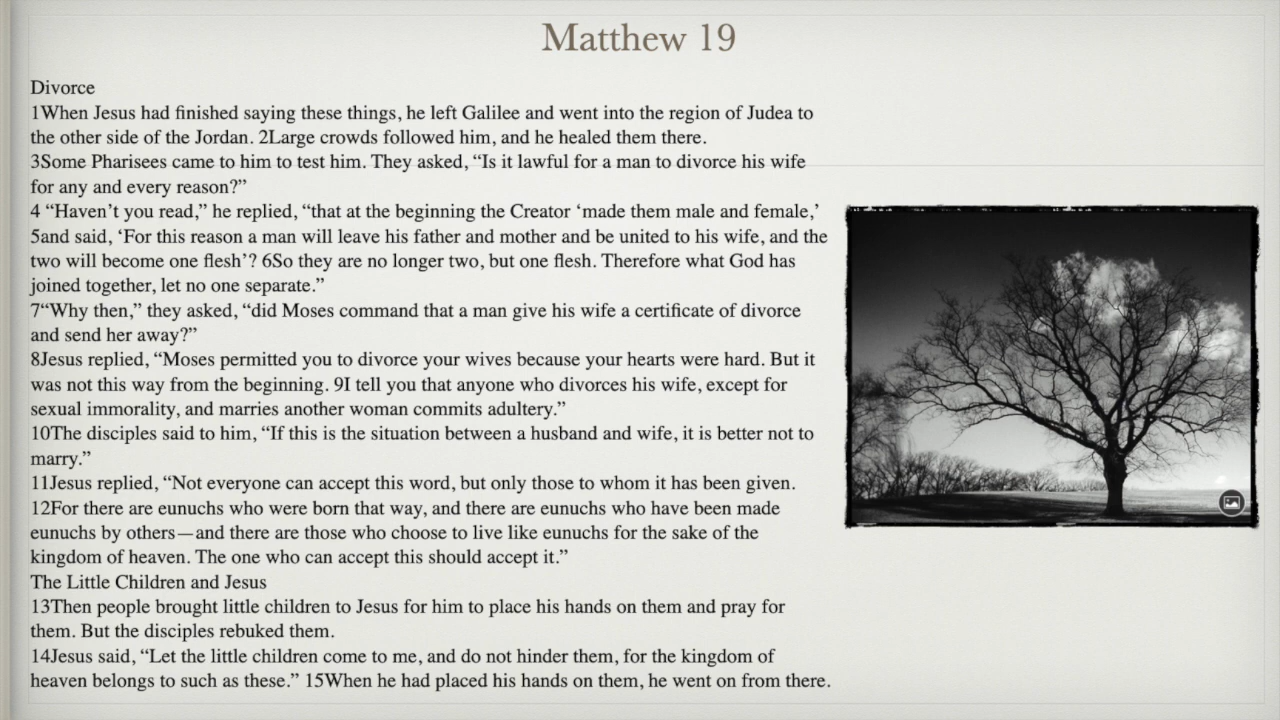 Matthew 19
Divorce
1When Jesus had finished saying these things, he left Galilee and went into the region of Judea to
the other side of the Jordan. 2Large crowds followed him, and he healed them there.
3Some Pharisees came to him to test him. They asked, “Is it lawful for a man to divorce his wife
for any and every reason?”
4 “Haven’t you read,” he replied, “that at the beginning the Creator ‘made them male and female,’
5and said, ‘For this reason a man will leave his father and mother and be united to his wife, and the
two will become one flesh’? 6So they are no longer two, but one flesh. Therefore what God has
joined together, let no one separate.”
7“Why then,” they asked, “did Moses command that a man give his wife a certificate of divorce
and send her away?”
8Jesus replied, “Moses permitted you to divorce your wives because your hearts were hard. But it
was not this way from the beginning. 9I tell you that anyone who divorces his wife, except for
sexual immorality, and marries another woman commits adultery.”
10The disciples said to him, “If this is the situation between a husband and wife, it is better not to
marry.”
11Jesus replied, “Not everyone can accept this word, but only those to whom it has been given.
12For there are eunuchs who were born that way, and there are eunuchs who have been made
eunuchs by others—and there are those who choose to live like eunuchs for the sake of the
kingdom of heaven. The one who can accept this should accept it.”
The Little Children and Jesus
13Then people brought little children to Jesus for him to place his hands on them and pray for
them. But the disciples rebuked them.
14Jesus said, “Let the little children come to me, and do not hinder them, for the kingdom of
heaven belongs to such as these.” 15When he had placed his hands on them, he went on from there.